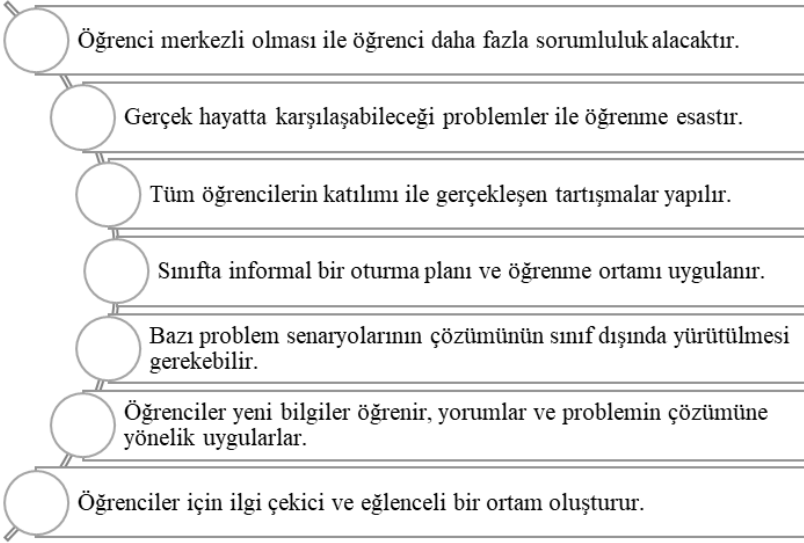 Öğrenci merkezli olması ile öğrenci daha fazla sorumluluk alacaktır.
Gerçek hayatta karşılaşabileceği problemler ile öğrenme esastır.
Tüm öğrencilerin katılımı ile gerçekleşen tartışmalar yapılır.
Sınıfta informal bir oturma planı ve öğrenme ortamı uygulanır.
Bazı problem senaryolarının çözümünün sınıf dışında yürütülmesi
gerekebilir.
Öğrenciler yeni bilgiler öğrenir, yorumlar ve problemin çözümüne
yönelik uygularlar.
Öğrenciler için ilgi çekici ve eğlenceli bir ortam oluşturur.